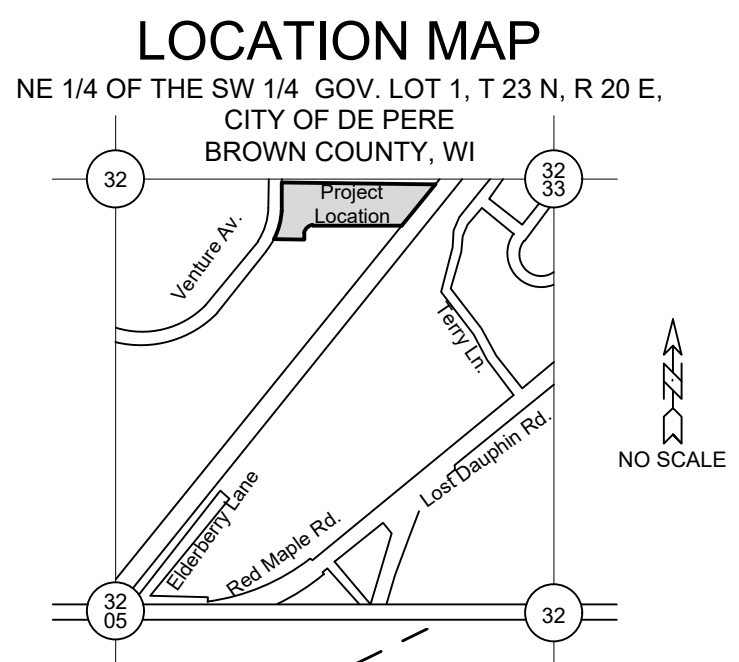 LOCATION MAP
NE 1/4 OF THE SW 1/4 GOV. LOT 1, T 23 N, R 20 E,
CITY OF DE PERE
BROWN COUNTY, WI
32
32
33
Project
Location
Venture Av.
Terry Ln.
N
NO SCALE
Lost Dauphin Rd.
Elderberry Lane
Red Maple Rd.
32
05
32